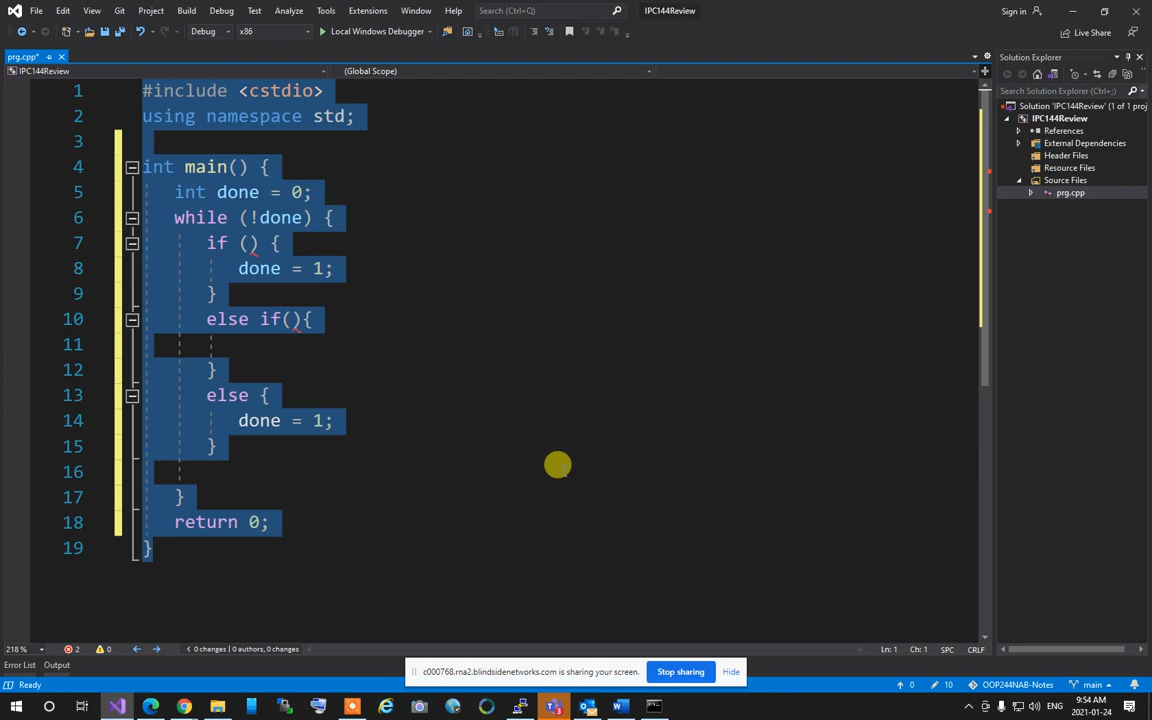 File Edit View Git Project Build Debug Test Analyze Tools Extensions Window Help Search (Ctrl+Q) IPC144Review Sign in
Debug x86 Local Windows Debugger Live Share
prg.cpp* Solution Explorer
IPC144Review (Global Scope)
Search Solution Explorer (Ctrl+;)
Solution 'IPC144Review' (1 of 1 proj
IPC144Review
References
External Dependencies
Header Files
Resource Files
Source Files
prg.cpp
1 #include <cstdio>
2 using namespace std;
3
4 int main() {
5 int done = 0;
6 while (!done) {
7 if () {
8 done = 1;
9 }
10 else if(){
11
12 }
13 else {
14 done = 1;
15 }
16
17 }
18 return 0;
19 }
218 % 2 0 0 changes | 0 authors, 0 changes Ln: 1 Ch: 1 SPC CRLF
Error List Output
c000768.rna2.blindsidenetworks.com is sharing your screen. Stop sharing Hide
Ready 0 10 OOP244NAB-Notes main
9:54 AM
2021-01-24